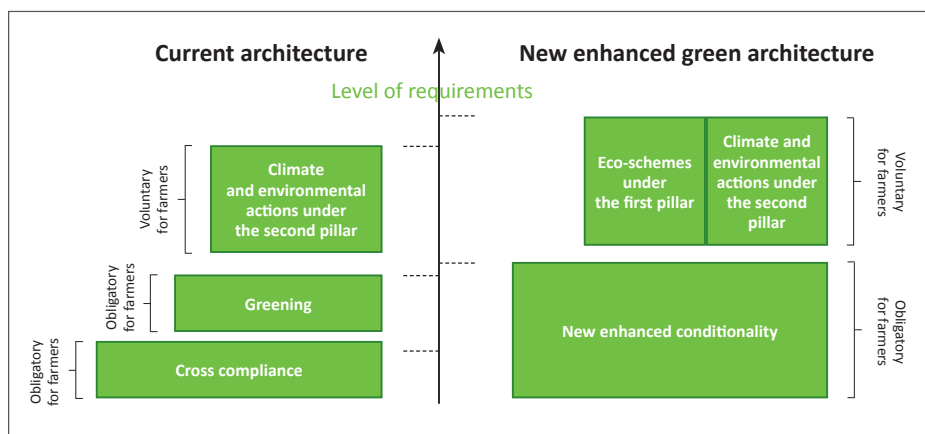 Current architecture
New enhanced green architecture
Level of requirements
Voluntary
for farmers
Climate
and environmental
actions under
the second pillar
Obligatory
for farmers
Greening
Obligatory
for farmers
Cross compliance
Eco-schemes
under
the first pillar
Climate and
environmental
actions under
the second
pillar
Voluntary
for farmers
New enhanced conditionality
Obligatory
for farmers